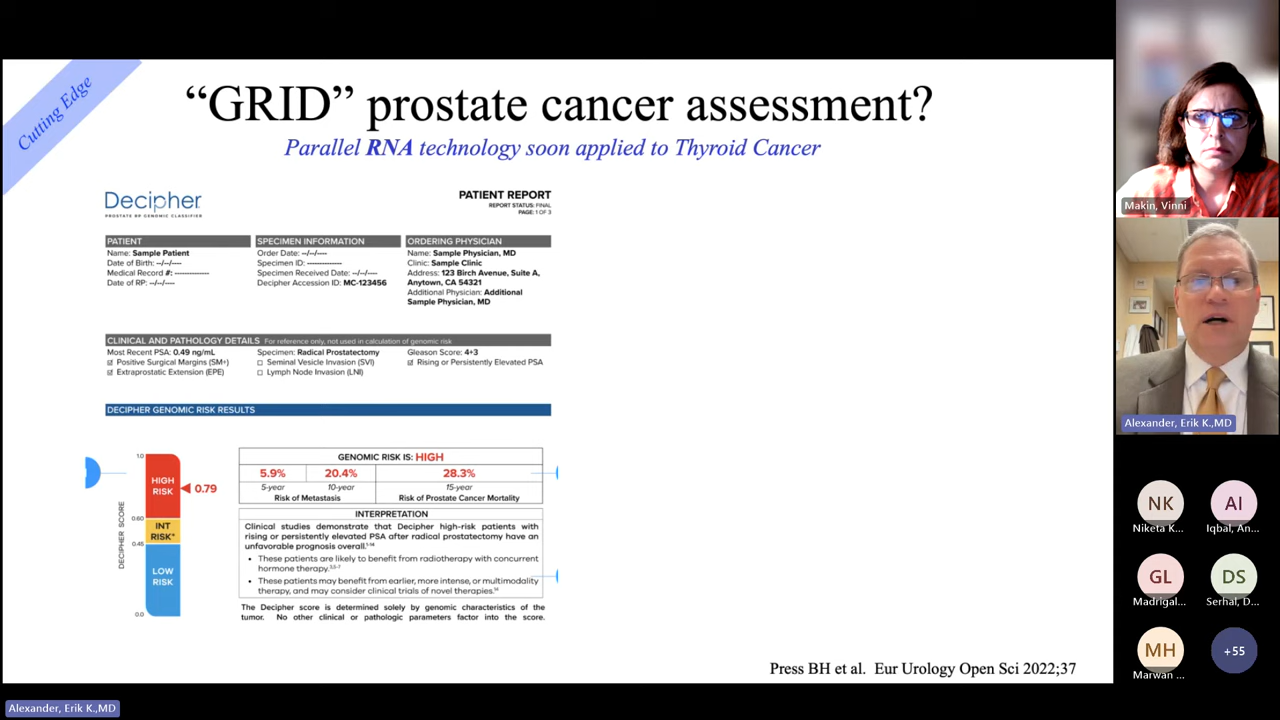 Cutting Edge
“GRID” prostate cancer assessment?
Parallel RNA technology soon applied to Thyroid Cancer
Decipher
PROSTATE RP GENOMIC CLASSIFIER
PATIENT REPORT
REPORT STATUS: FINAL
PAGE: 1 OF 3
PATIENT
Name: Sample Patient
Date of Birth: --/--/----
Medical Record #: -------------
Date of RP: --/--/----
SPECIMEN INFORMATION
Order Date: --/--/----
Specimen ID: -------------
Specimen Received Date: --/--/----
Decipher Accession ID: MC-123456
ORDERING PHYSICIAN
Name: Sample Physician, MD
Clinic: Sample Clinic
Address: 123 Birch Avenue, Suite A,
Anytown, CA 54321
Additional Physician: Additional
Sample Physician, MD
CLINICAL AND PATHOLOGY DETAILS For reference only, not used in calculation of genomic risk
Most Recent PSA: 0.49 ng/mL
Positive Surgical Margins (SM+)
Extraprostatic Extension (EPE)
Specimen: Radical Prostatectomy
Seminal Vesicle Invasion (SVI)
Lymph Node Invasion (LNI)
Gleason Score: 4+3
Rising or Persistently Elevated PSA
DECIPHER GENOMIC RISK RESULTS
DECIPHER SCORE
1.0
0.60
0.45
0.0
HIGH
RISK
INT
RISK*
LOW
RISK
0.79
GENOMIC RISK IS: HIGH
5.9% 20.4% 28.3%
5-year 10-year 15-year
Risk of Metastasis Risk of Prostate Cancer Mortality
INTERPRETATION
Clinical studies demonstrate that Decipher high-risk patients with
rising or persistently elevated PSA after radical prostatectomy have an
unfavorable prognosis overall.
These patients are likely to benefit from radiotherapy with concurrent
hormone therapy.
These patients may benefit from earlier, more intense, or multimodality
therapy, and may consider clinical trials of novel therapies.
The Decipher score is determined solely by genomic characteristics of the
tumor. No other clinical or pathologic parameters factor into the score.
Press BH et al. Eur Urology Open Sci 2022;37
Makin, Vinni
Alexander, Erik K.,MD
NK
Niketa K...
AI
Iqbal, An...
GL
Madrigal...
DS
Serhal, D...
MH
Marwan ...
+55
Alexander, Erik K.,MD